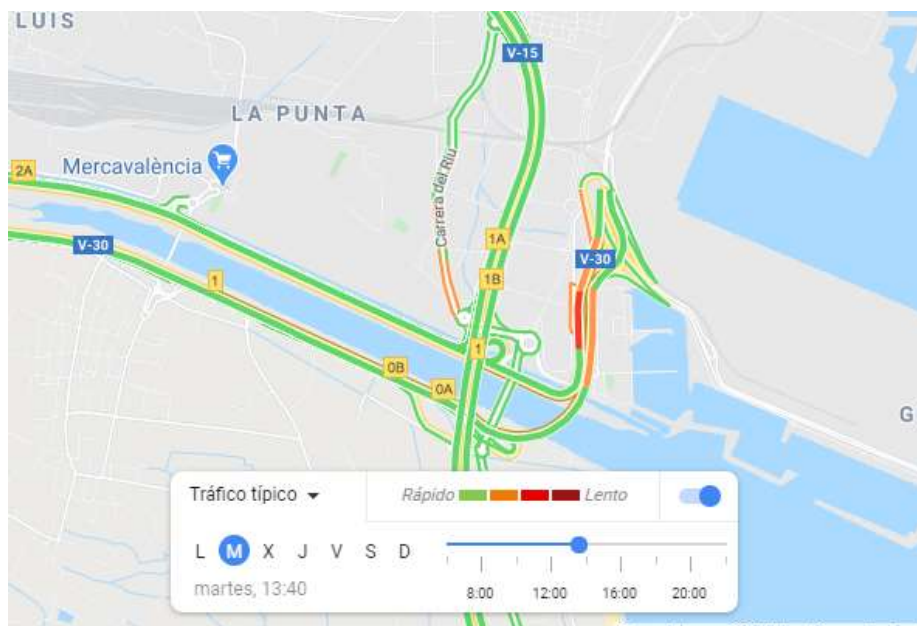 LUIS
V-15
LA PUNTA
Mercavalència
2A
Carrera del Riu
1A
V-30
V-30
1B
1
1
0B
0A
G
Tráfico típico
Rápido
Lento
L M X J V S D
martes, 13:40
8:00 12:00 16:00 20:00